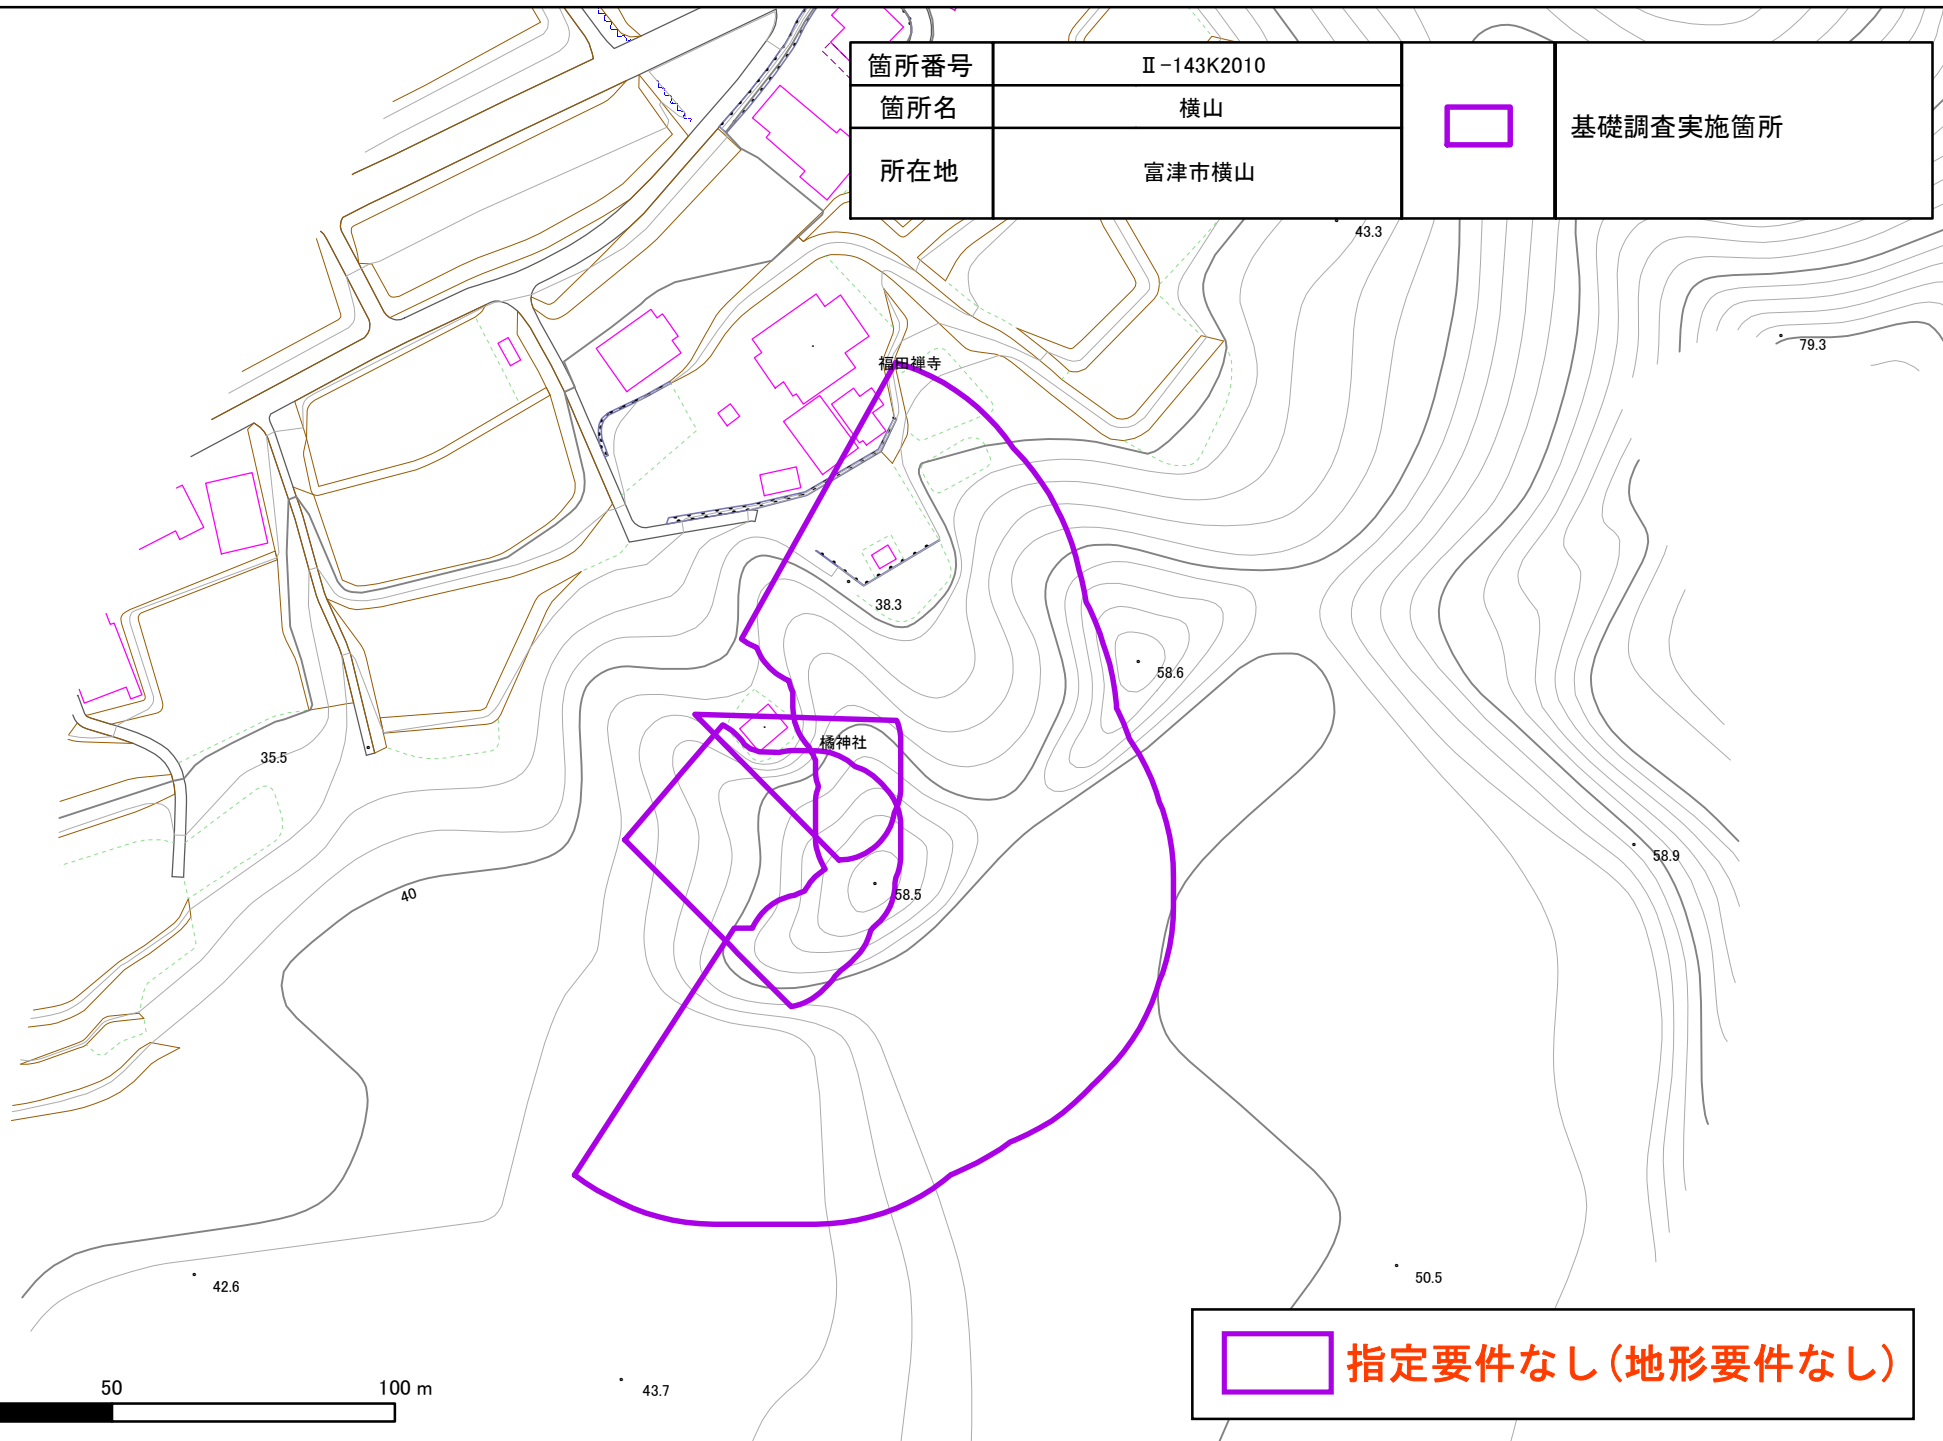 箇所番号 Ⅱ-143K2010
箇所名 横山
基礎調査実施箇所
所在地 富津市横山
43.3
79.3
福田禅寺
38.3
58.6
橘神社
35.5
58.9
40
58.5
50.5
42.6
指定要件なし(地形要件なし)
50 100 m
43.7